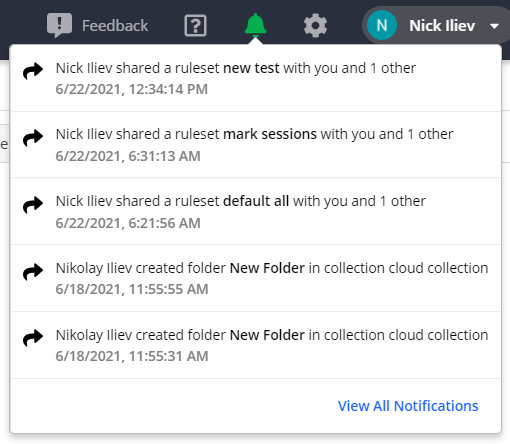 Feedback
N Nick Iliev
Nick Iliev shared a ruleset new test with you and 1 other
6/22/2021, 12:34:14 PM
Nick Iliev shared a ruleset mark sessions with you and 1 other
6/22/2021, 6:31:13 AM
Nick Iliev shared a ruleset default all with you and 1 other
6/22/2021, 6:21:56 AM
Nikolay Iliev created folder New Folder in collection cloud collection
6/18/2021, 11:55:55 AM
Nikolay Iliev created folder New Folder in collection cloud collection
6/18/2021, 11:55:31 AM
View All Notifications